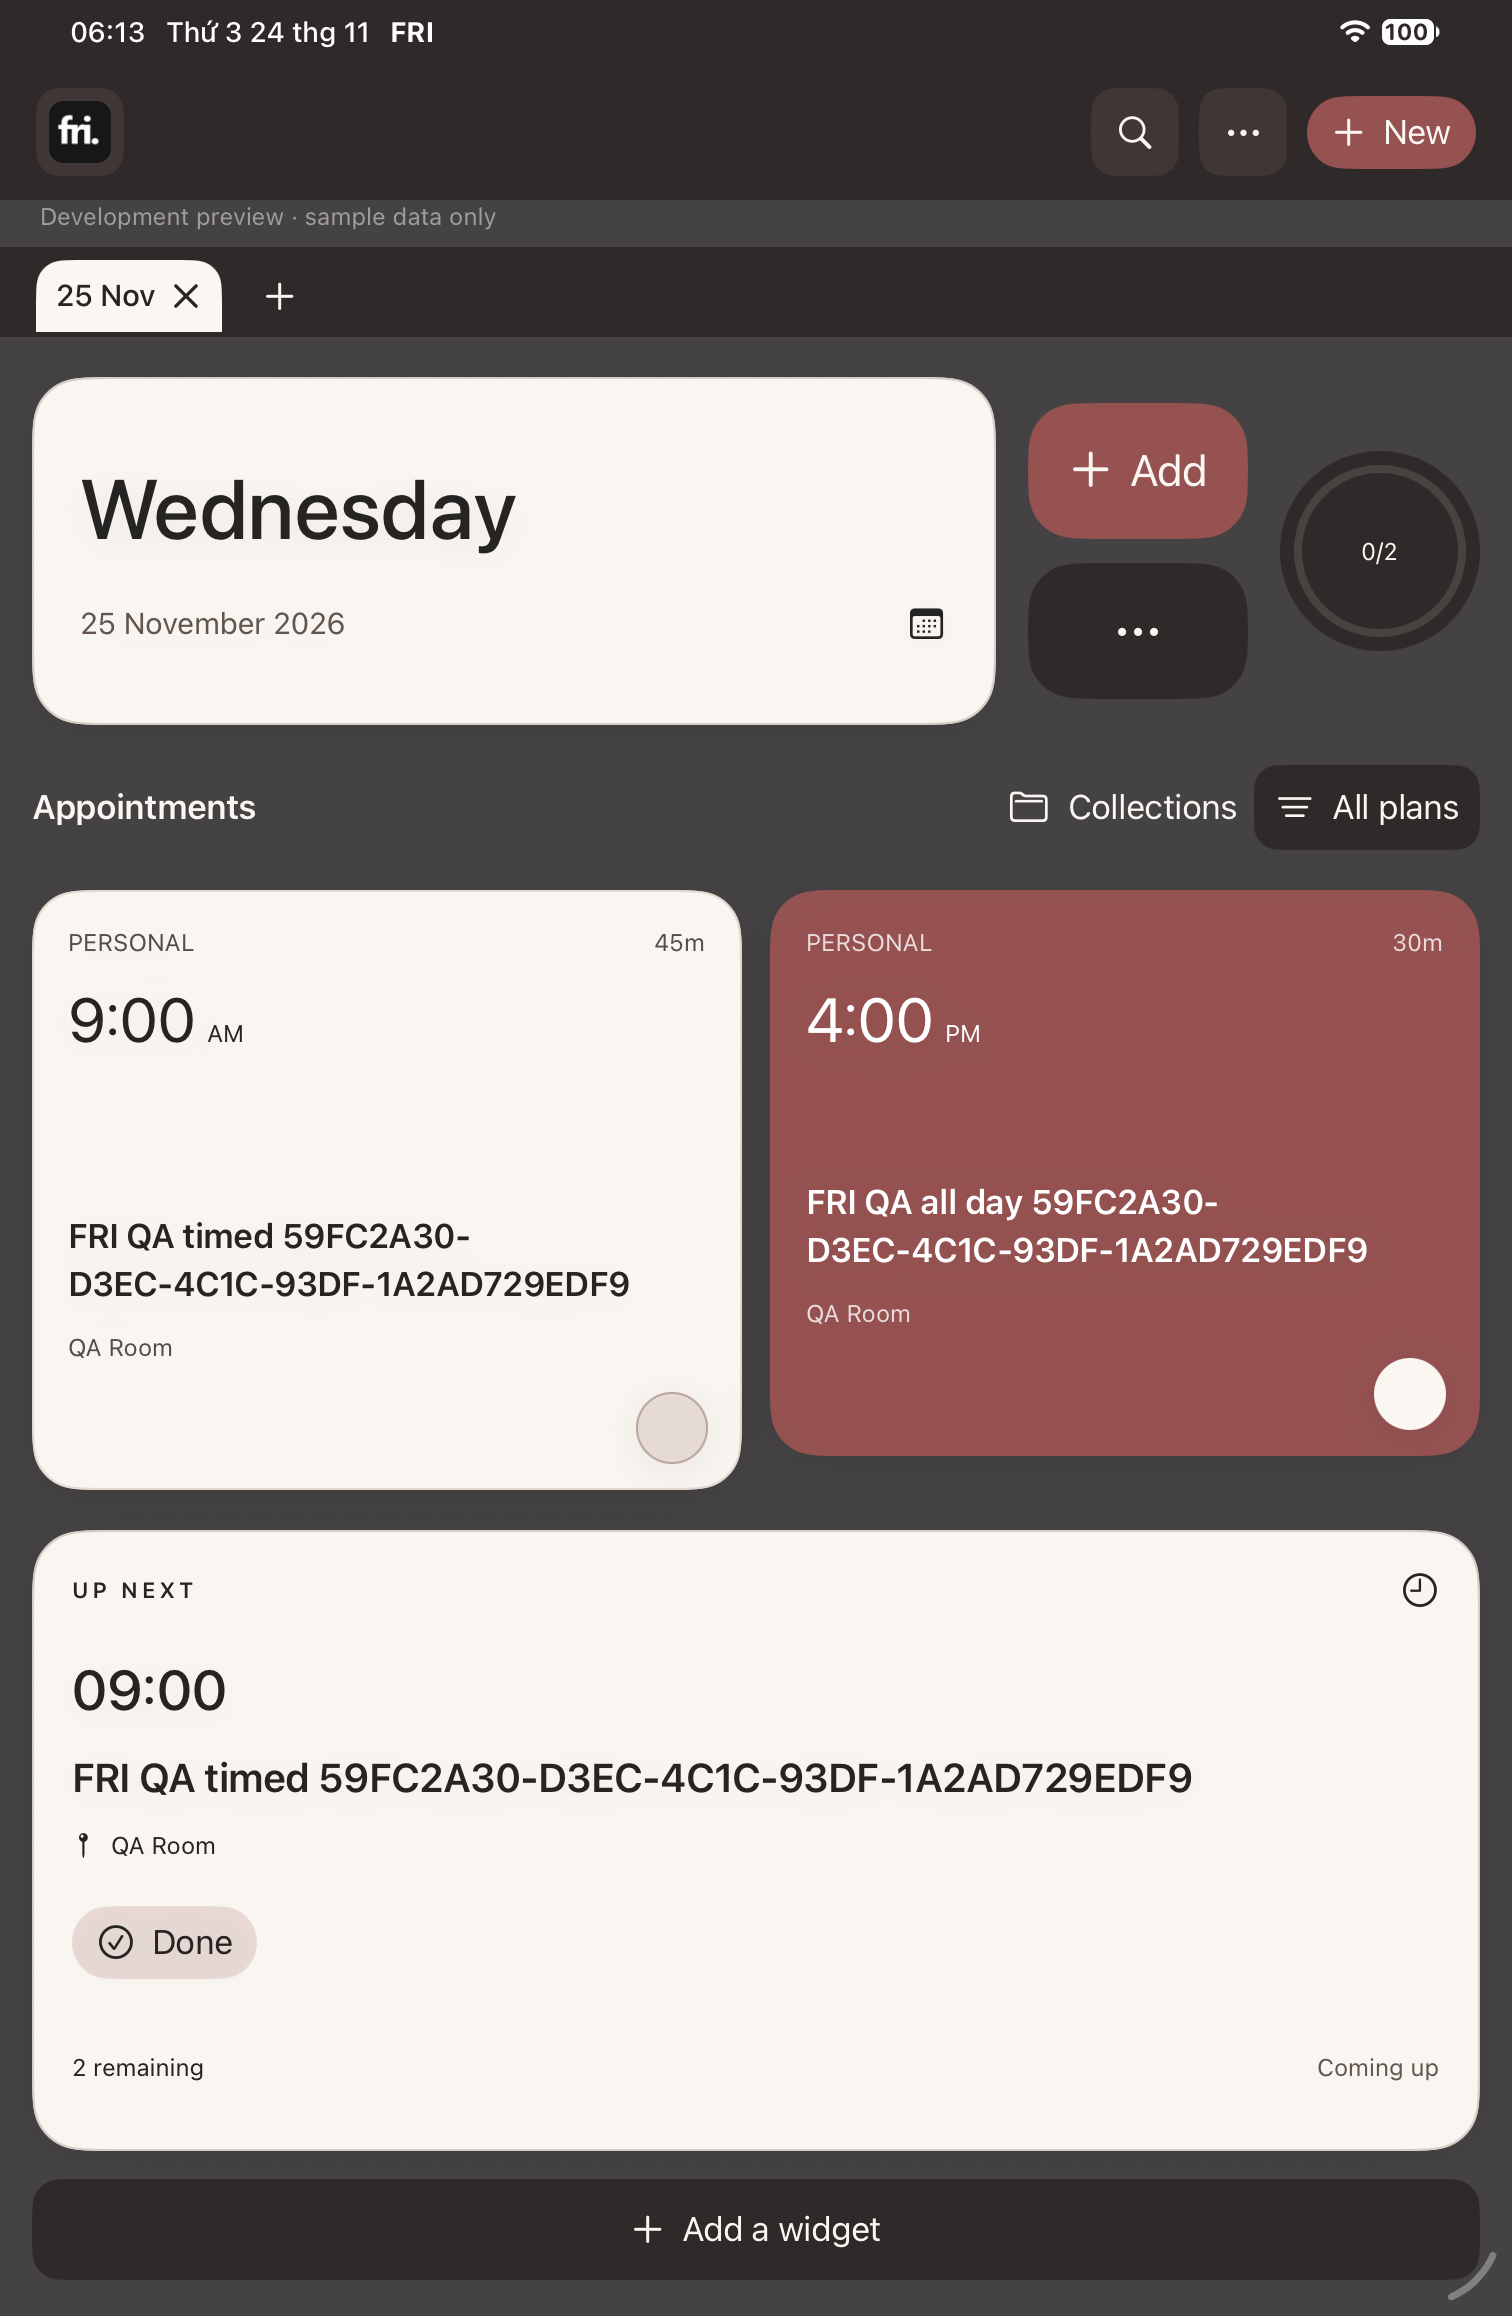 06:13 Thứ 3 24 thg 11 FRI 100
fri.
New
Development preview · sample data only
25 Nov
Wednesday
25 November 2026
Add
0/2
Appointments
Collections
All plans
PERSONAL 45m
9:00 AM
FRI QA timed 59FC2A30-
D3EC-4C1C-93DF-1A2AD729EDF9
QA Room
PERSONAL 30m
4:00 PM
FRI QA all day 59FC2A30-
D3EC-4C1C-93DF-1A2AD729EDF9
QA Room
UP NEXT
09:00
FRI QA timed 59FC2A30-D3EC-4C1C-93DF-1A2AD729EDF9
QA Room
Done
2 remaining Coming up
Add a widget